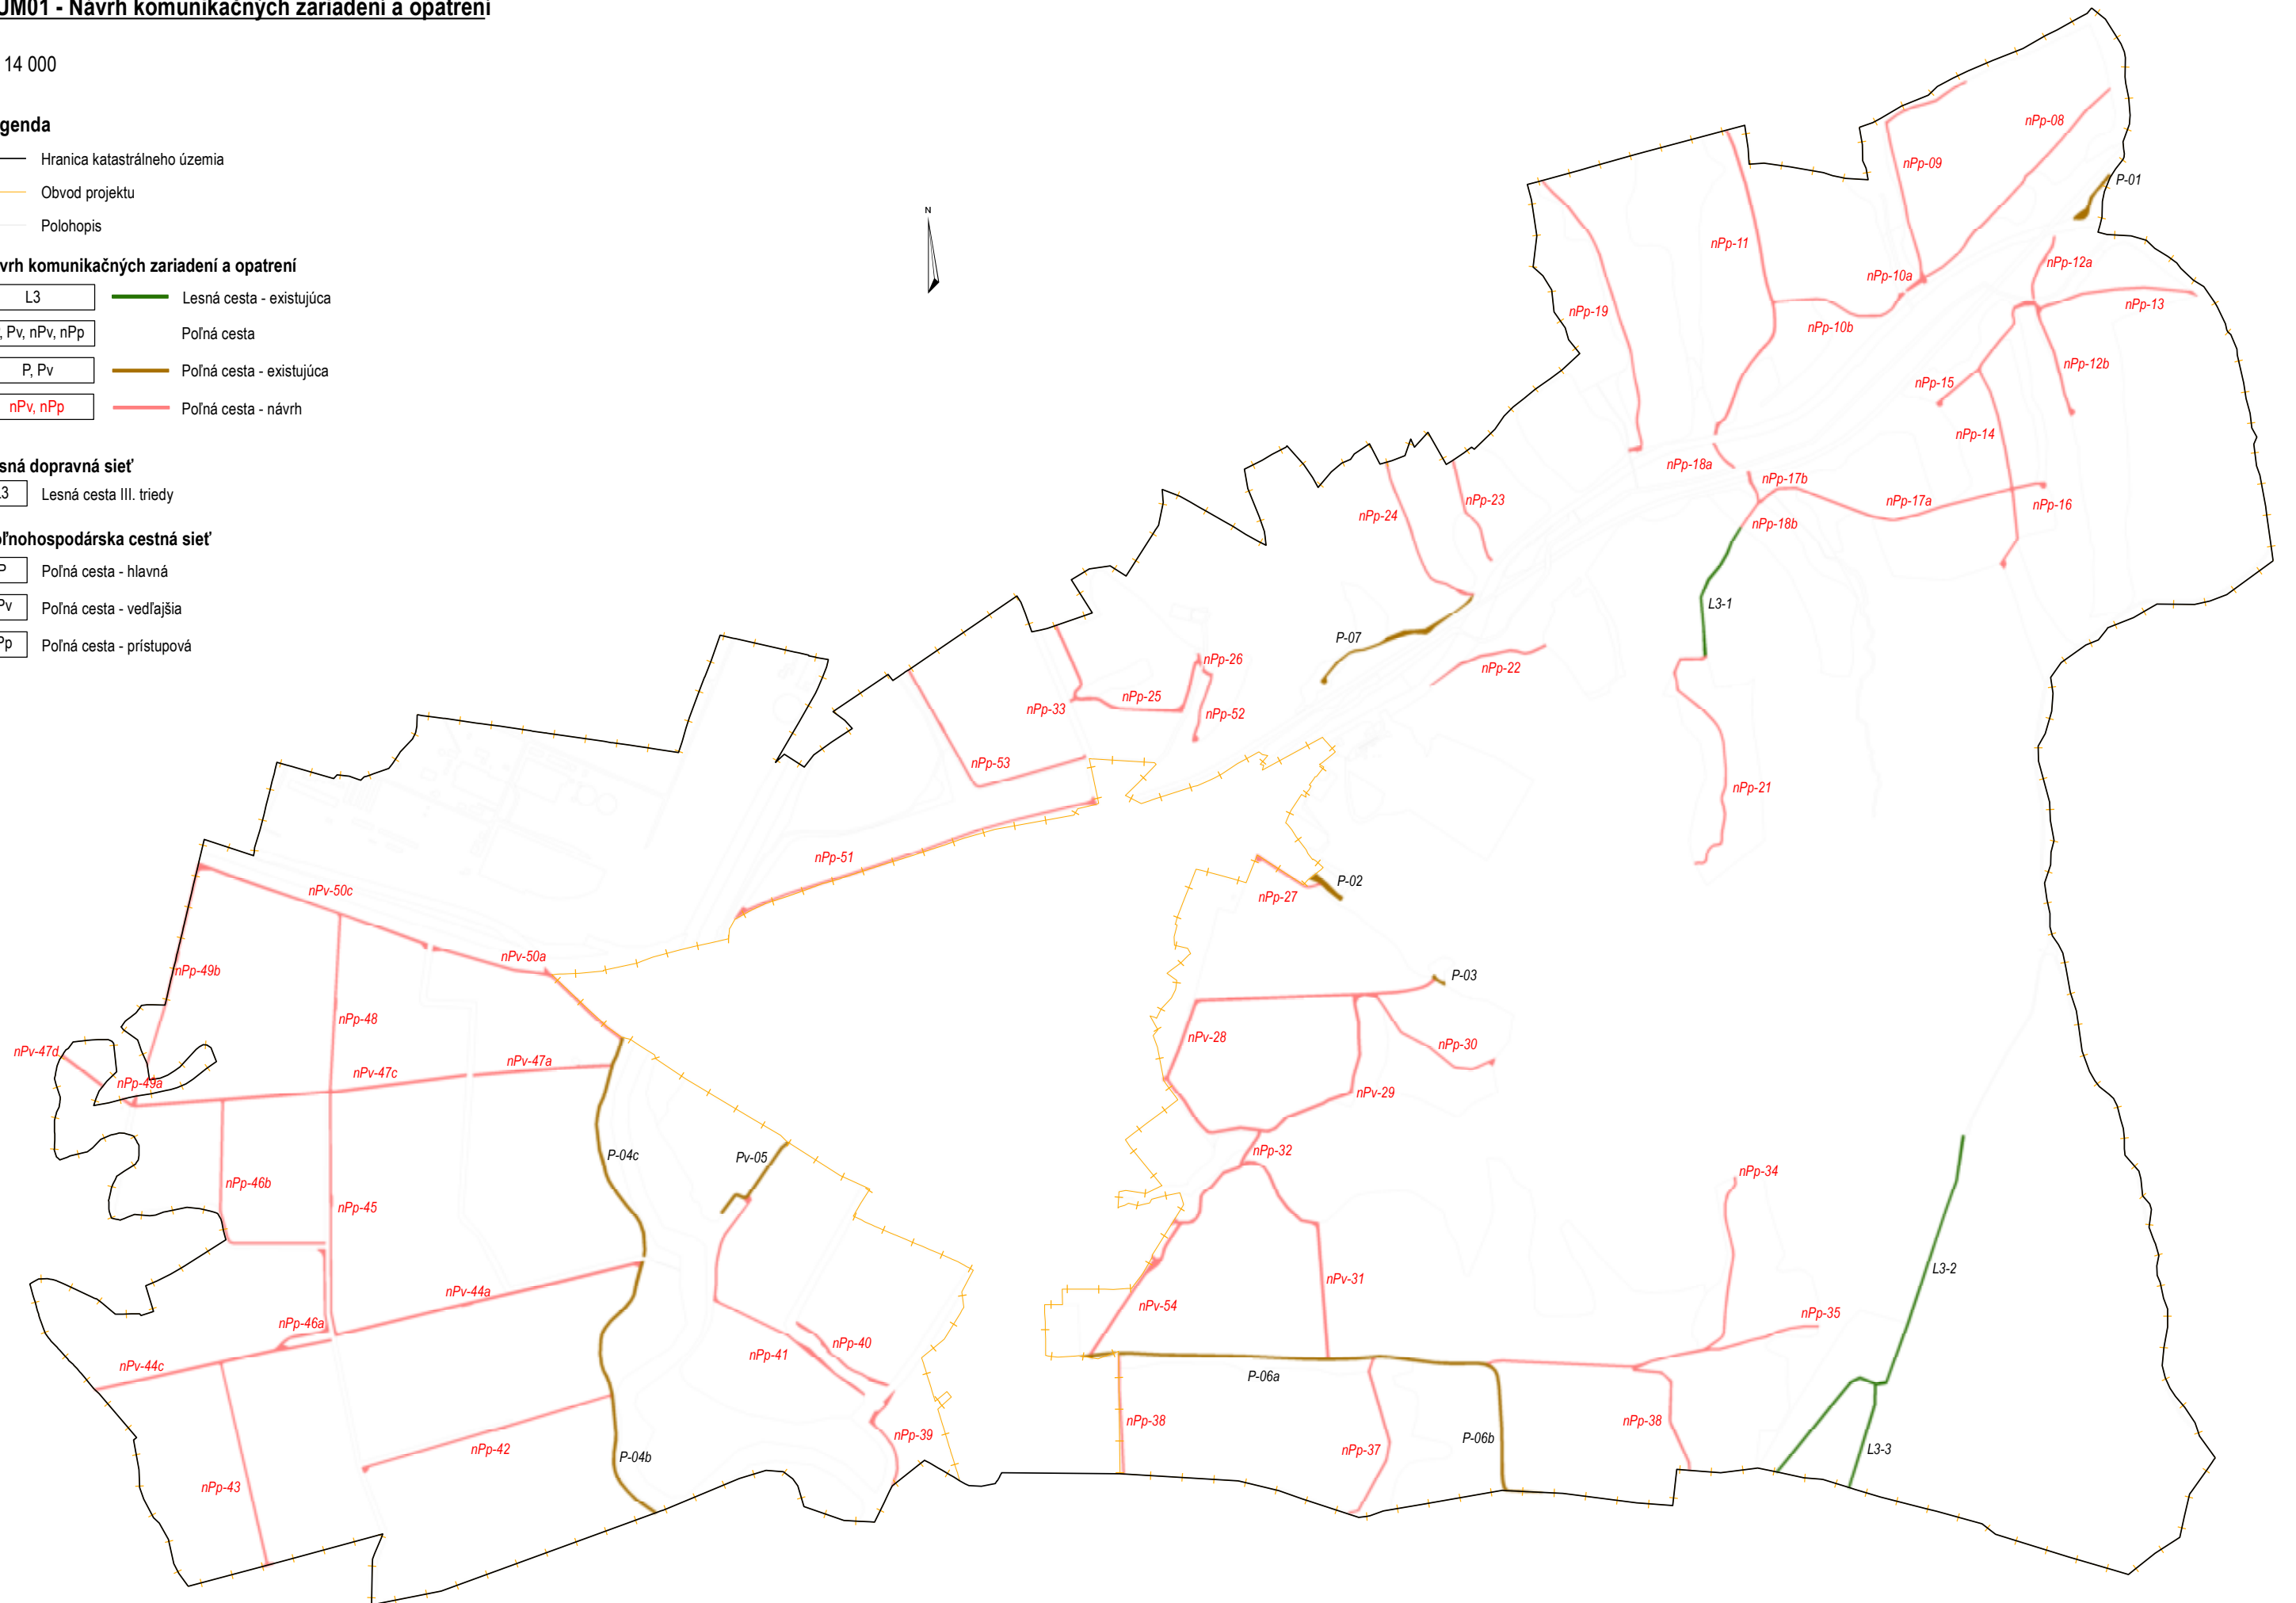 UM01 - Návrh komunikačných zariadení a opatrení
14 000
genda
Hranica katastrálneho územia
Obvod projektu
Polohopis
vrh komunikačných zariadení a opatrení
L3 Lesná cesta - existujúca
, Pv, nPv, nPp Poľná cesta
P, Pv Poľná cesta - existujúca
nPv, nPp Poľná cesta - návrh
sná dopravná sieť
3 Lesná cesta III. triedy
oľnohospodárska cestná sieť
P Poľná cesta - hlavná
Pv Poľná cesta - vedľajšia
Pp Poľná cesta - prístupová
N
nPp-08
nPp-09
P-01
nPp-11
nPp-12a
nPp-10a
nPp-13
nPp-19
nPp-10b
nPp-12b
nPp-15
nPp-14
nPp-18a
nPp-17b
nPp-23
nPp-17a
nPp-16
nPp-24
nPp-18b
L3-1
P-07
nPp-26
nPp-22
nPp-25
nPp-33
nPp-52
nPp-53
nPp-21
nPp-51
P-02
nPv-50c
nPp-27
nPv-50a
nPp-49b
P-03
nPp-48
nPv-28
nPp-30
nPv-47d
nPv-47a
nPv-47c
nPp-49a
nPv-29
nPp-32
P-04c
Pv-05
nPp-34
nPp-46b
nPp-45
L3-2
nPv-31
nPv-44a
nPv-54
nPp-35
nPp-46a
nPp-40
nPp-41
nPv-44c
P-06a
nPp-38
nPp-38
nPp-39
P-06b
nPp-42
nPp-37
L3-3
P-04b
nPp-43